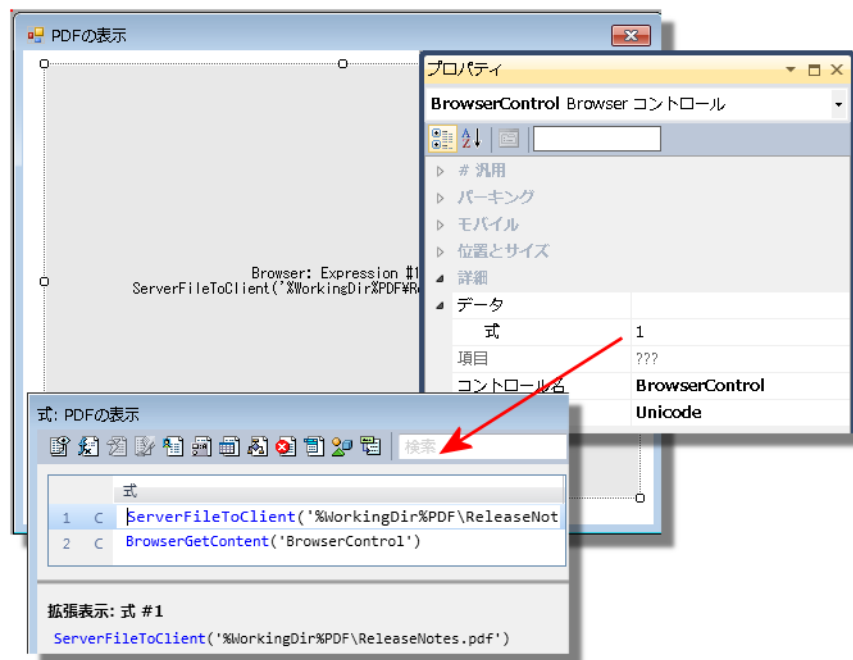 PDFの表示
プロパティ
BrowserControl Browser コントロール
# 汎用
パーキング
モバイル
位置とサイズ
詳細
データ
式 1
項目 ???
コントロール名 BrowserControl
Unicode
Browser: Expression #1
ServerFileToClient('%WorkingDir%PDF¥Re
式: PDFの表示
検索
式
1 C ServerFileToClient('%WorkingDir%PDF\ReleaseNot
2 C BrowserGetContent('BrowserControl')
拡張表示: 式 #1
ServerFileToClient('%WorkingDir%PDF\ReleaseNotes.pdf')